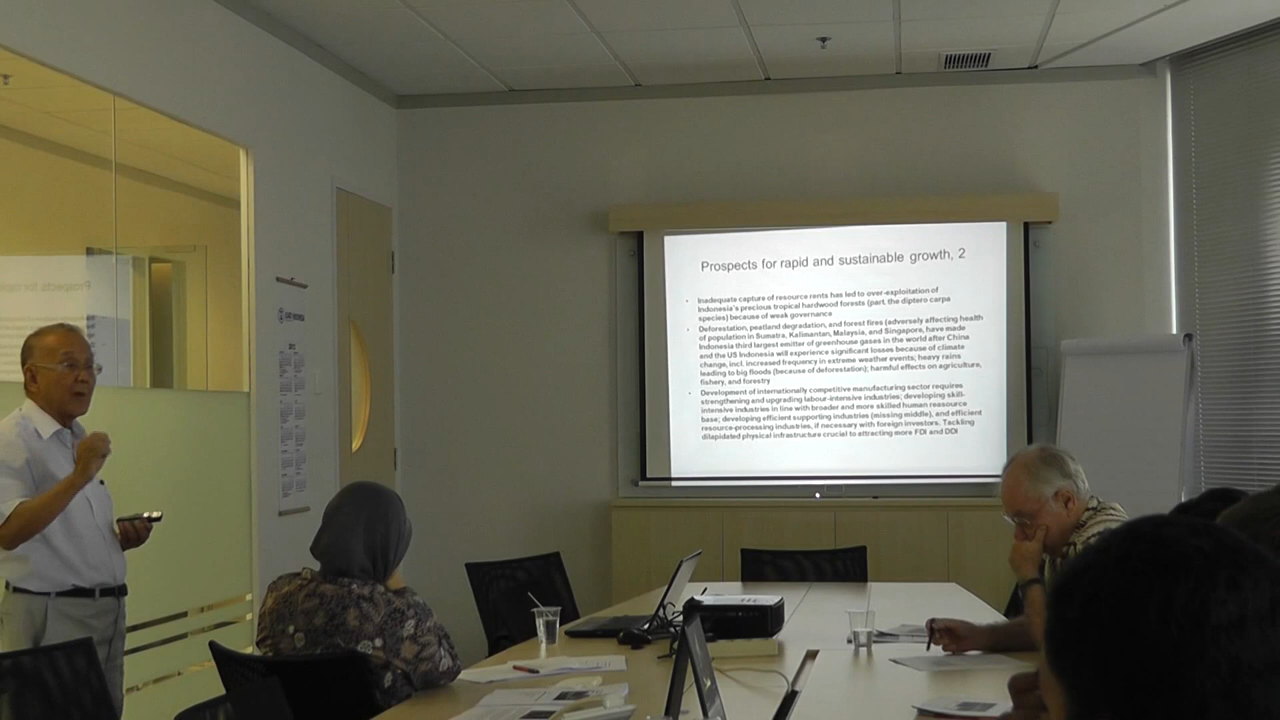 Prospects for rapid and sustainable growth, 2
• Inadequate capture of resource rents has led to over-exploitation of
Indonesia's precious tropical hardwood forests (part. the diptero carpa
species) because of weak governance
• Deforestation, peatland degradation, and forest fires (adversely affecting health
of population in Sumatra, Kalimantan, Malaysia, and Singapore, have made
Indonesia third largest emitter of greenhouse gases in the world after China
and the US Indonesia will experience significant losses because of climate
change, incl. increased frequency in extreme weather events; heavy rains
leading to big floods (because of deforestation); harmful effects on agriculture,
fishery, and forestry
• Development of internationally competitive manufacturing sector requires
strengthening and upgrading labour-intensive industries; developing skill-
intensive industries in line with broader and more skilled human reasource
base; developing efficient supporting industries (missing middle), and efficient
resource-processing industries, if necessary with foreign investors. Tackling
dilapidated physical infrastructure crucial to attracting more FDI and DDI